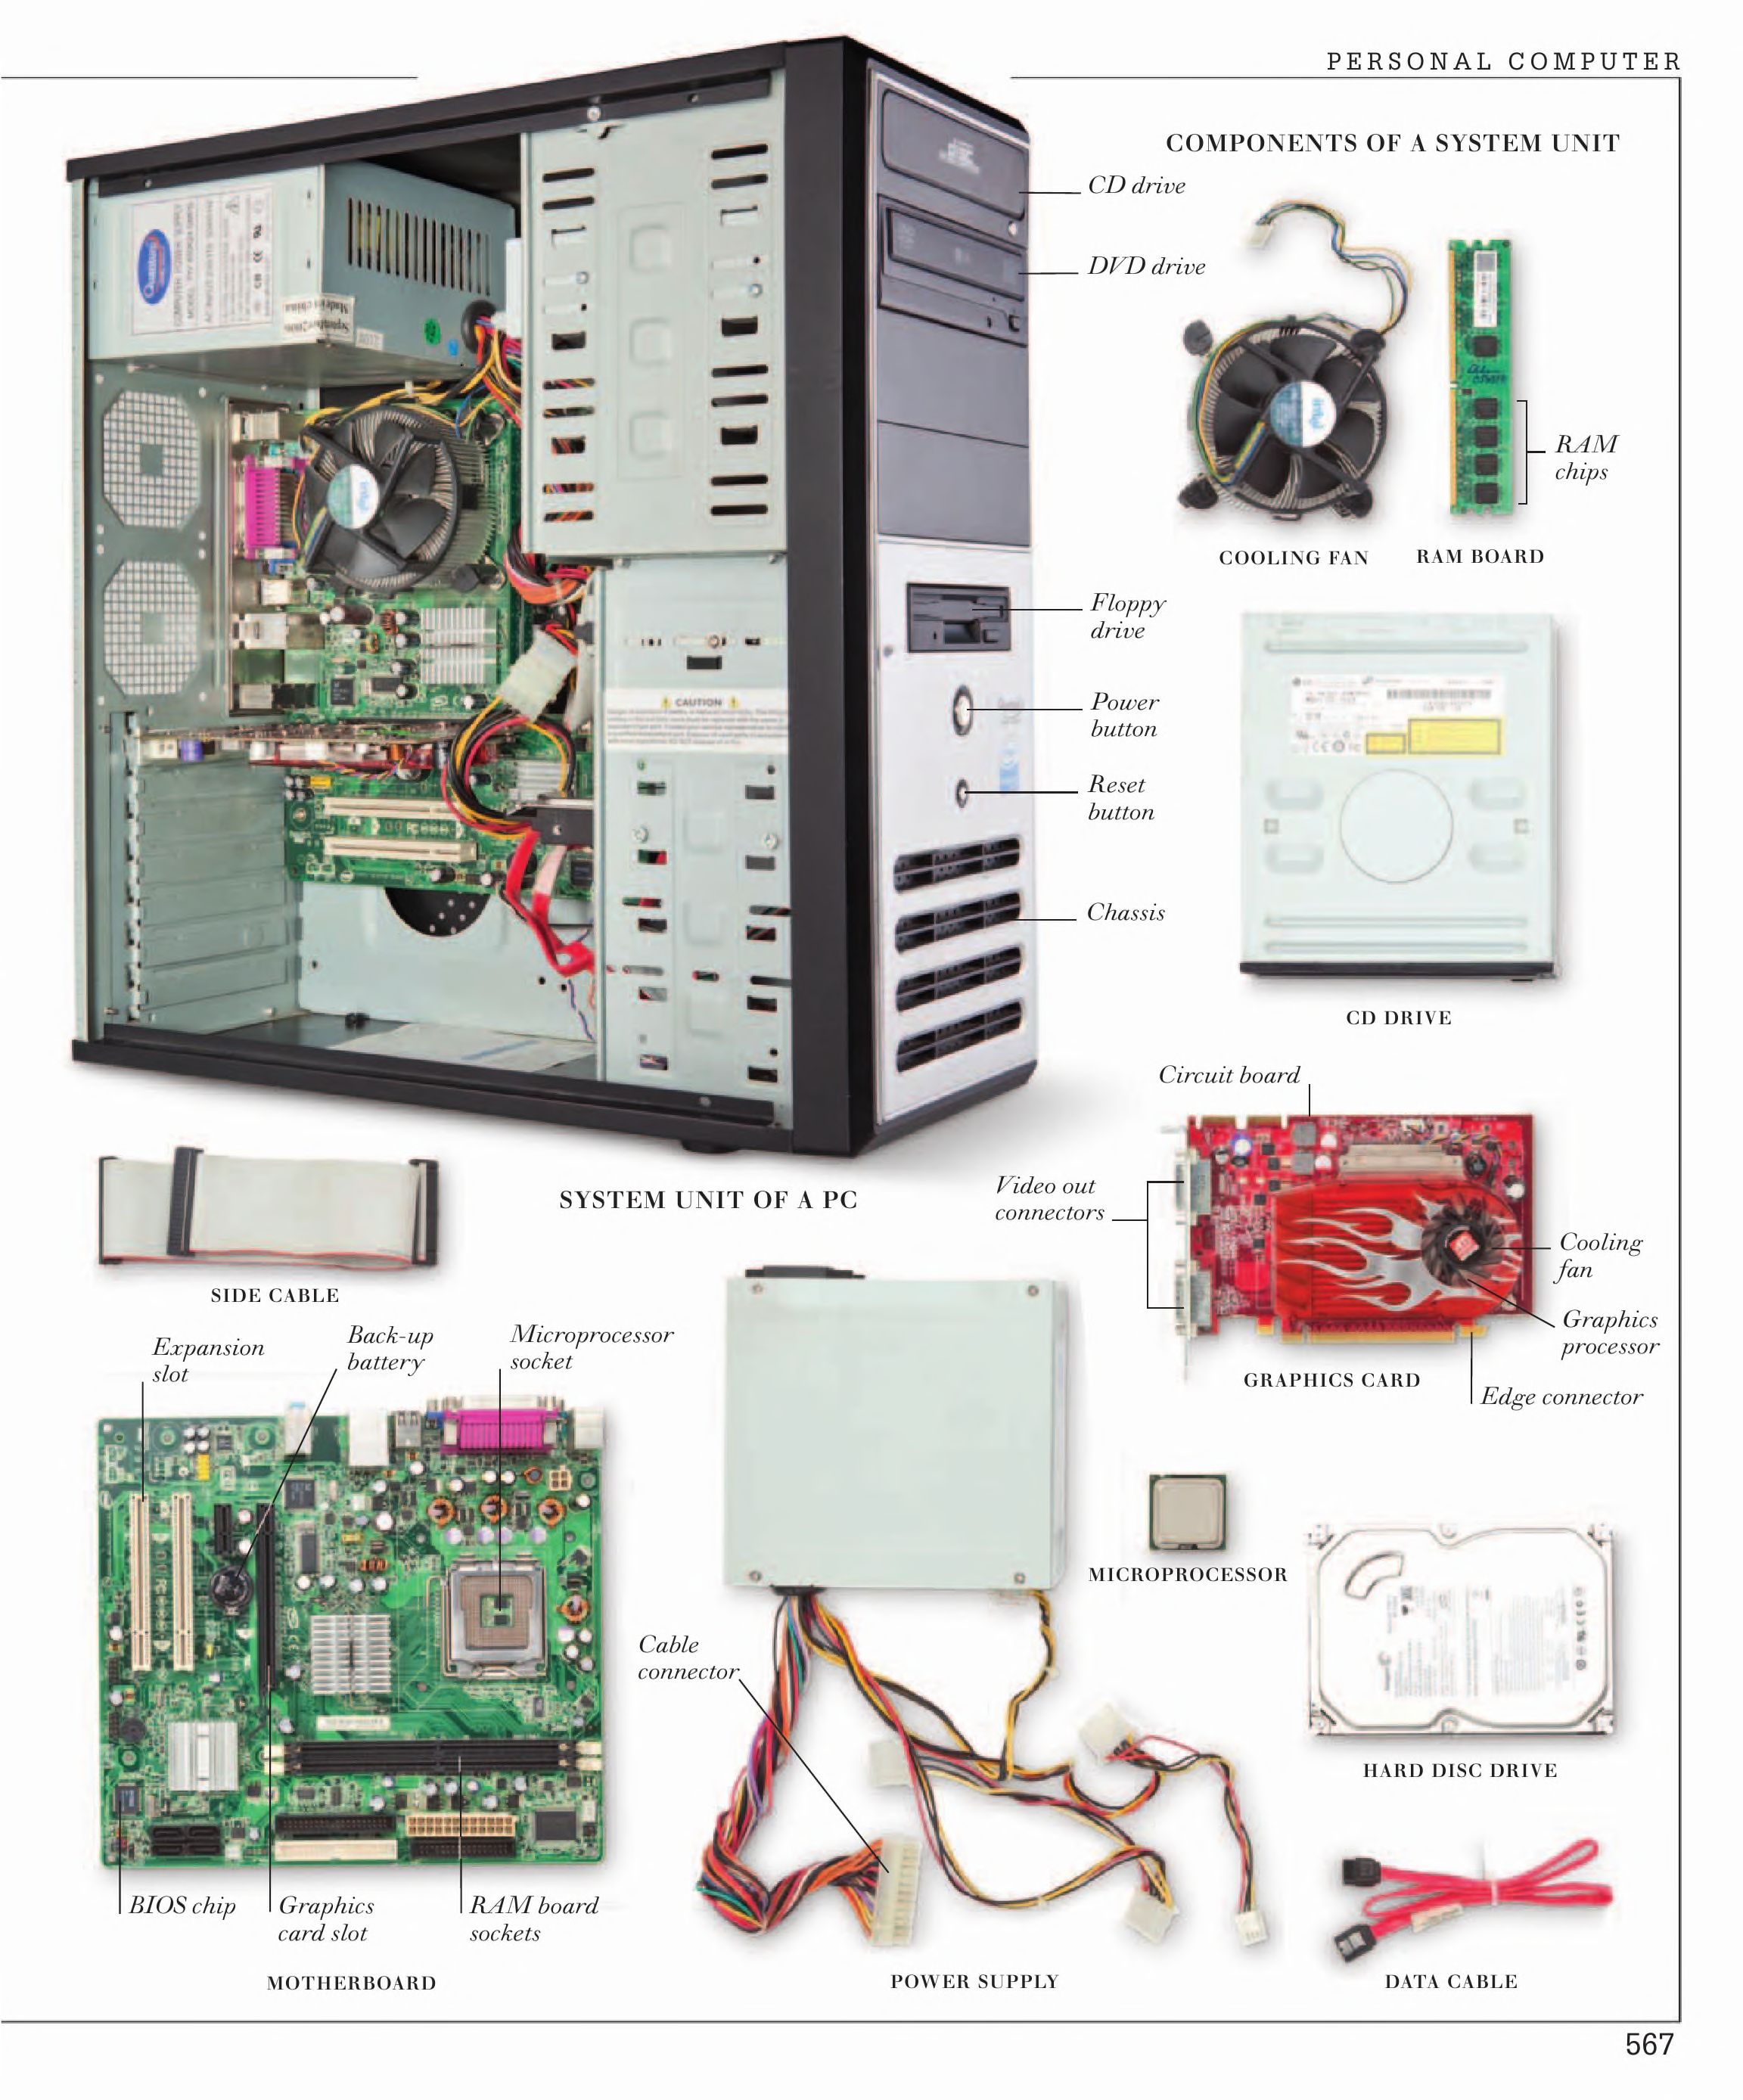 PERSONAL COMPUTER
COMPONENTS OF A SYSTEM UNIT
CD drive
DVD drive
RAM
chips
COOLING FAN
RAM BOARD
Floppy
drive
Power
button
Reset
button
Chassis
CAUTION
intel
intel
CD DRIVE
Circuit board
Video out
connectors
Cooling
fan
Graphics
processor
Edge connector
GRAPHICS CARD
SYSTEM UNIT OF A PC
SIDE CABLE
Expansion
slot
Back-up
battery
Microprocessor
socket
MICROPROCESSOR
Cable
connector
HARD DISC DRIVE
BIOS chip
Graphics
card slot
RAM board
sockets
MOTHERBOARD
POWER SUPPLY
DATA CABLE
567